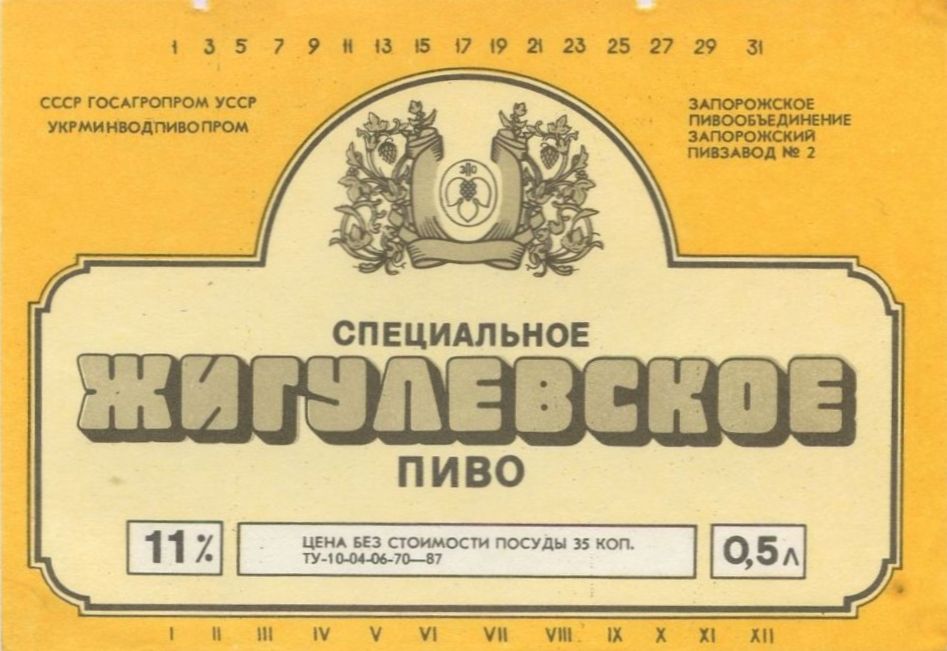 1 3 5 7 9 11 13 15 17 19 21 23 25 27 29 31
СССР ГОСАГРОПРОМ УССР
УКРМИНВОДПИВОПРОМ
ЗАПОРОЖСКОЕ
ПИВООБЪЕДИНЕНИЕ
ЗАПОРОЖСКИЙ
ПИВЗАВОД № 2
СПЕЦИАЛЬНОЕ
ЖИГУЛЕВСКОЕ
ПИВО
11%
ЦЕНА БЕЗ СТОИМОСТИ ПОСУДЫ 35 КОП.
ТУ-10-04-06-70—87
0,5 л
I II III IV V VI VII VIII IX X XI XII